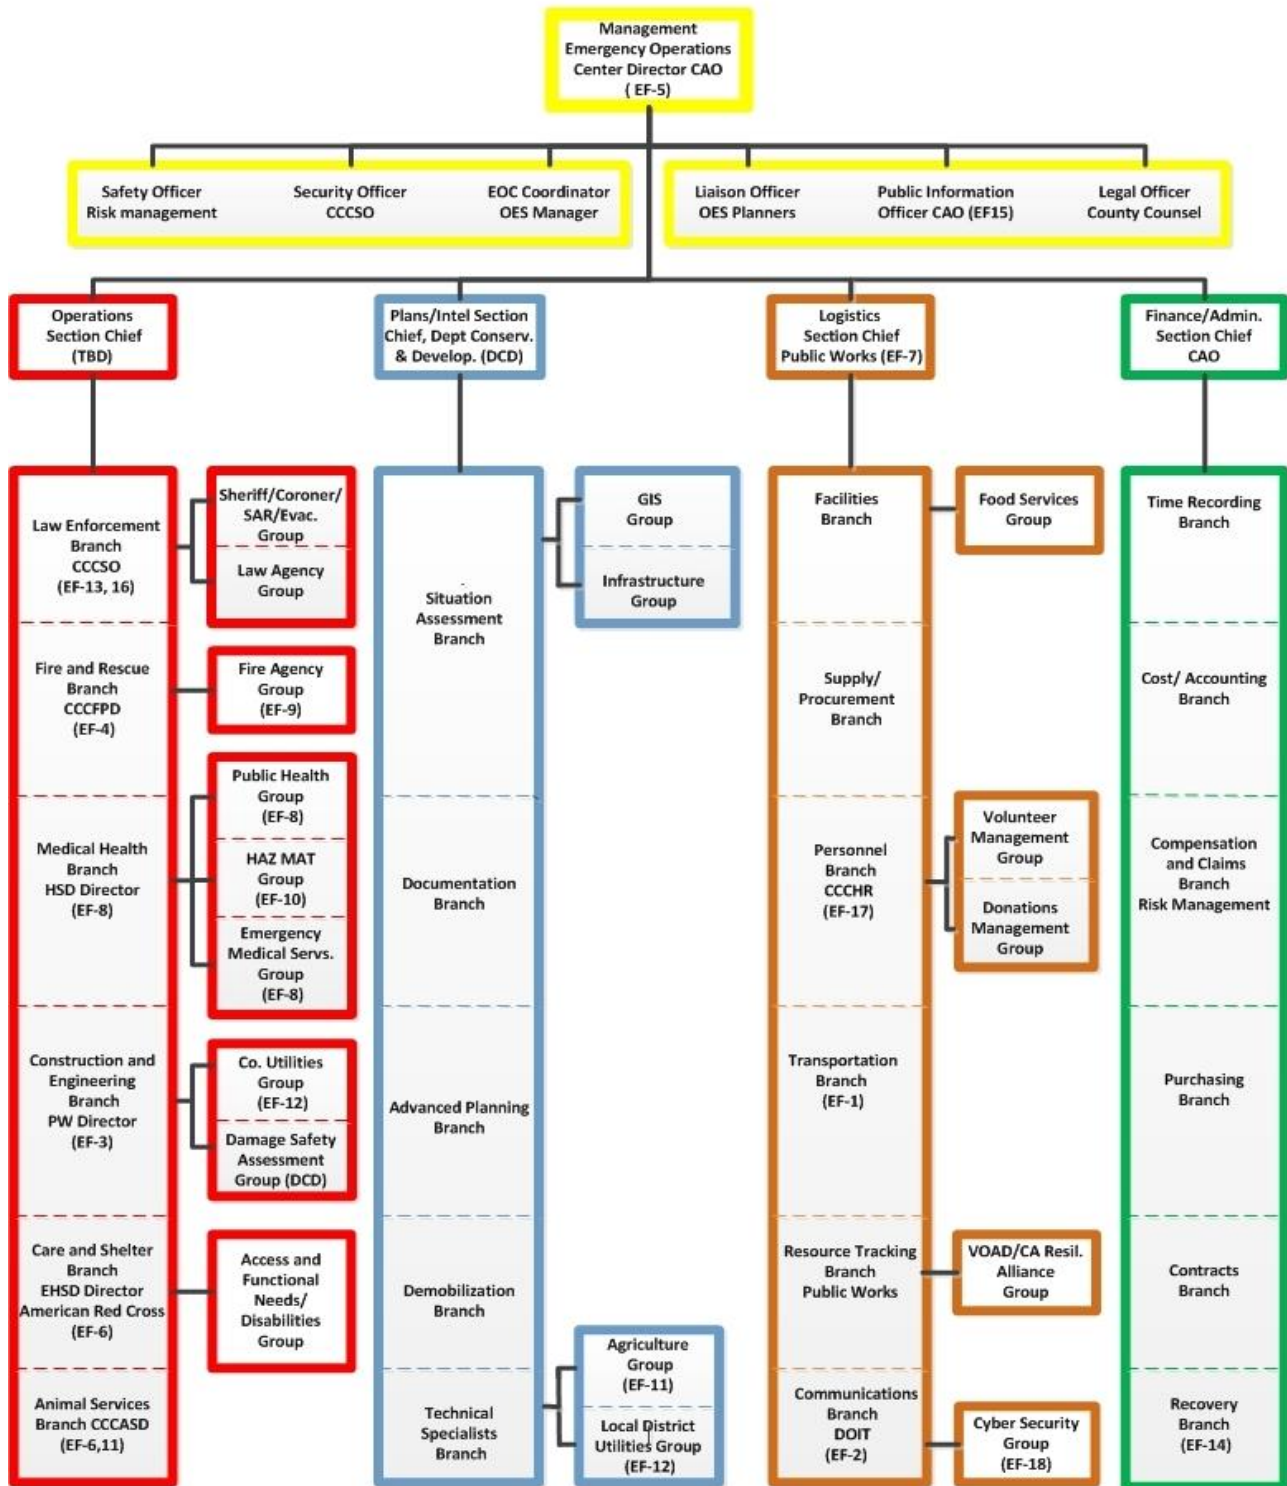 Management
Emergency Operations
Center Director CAO
( EF-5)
Safety Officer
Risk management
Security Officer
CCCSO
EOC Coordinator
OES Manager
Liaison Officer
OES Planners
Public Information
Officer CAO (EF15)
Legal Officer
County Counsel
Operations
Section Chief
(TBD)
Plans/Intel Section
Chief, Dept Conserv.
& Develop. (DCD)
Logistics
Section Chief
Public Works (EF-7)
Finance/Admin.
Section Chief
CAO
Law Enforcement
Branch
CCCSO
(EF-13, 16)
Sheriff/Coroner/
SAR/Evac.
Group
Law Agency
Group
Fire and Rescue
Branch
CCCFPD
(EF-4)
Fire Agency
Group
(EF-9)
Medical Health
Branch
HSD Director
(EF-8)
Public Health
Group
(EF-8)
HAZ MAT
Group
(EF-10)
Emergency
Medical Servs.
Group
(EF-8)
Construction and
Engineering
Branch
PW Director
(EF-3)
Co. Utilities
Group
(EF-12)
Damage Safety
Assessment
Group (DCD)
Care and Shelter
Branch
EHSD Director
American Red Cross
(EF-6)
Access and
Functional
Needs/
Disabilities
Group
Animal Services
Branch CCCASD
(EF-6,11)
Situation
Assessment
Branch
GIS
Group
Infrastructure
Group
Documentation
Branch
Advanced Planning
Branch
Demobilization
Branch
Technical
Specialists
Branch
Agriculture
Group
(EF-11)
Local District
Utilities Group
(EF-12)
Facilities
Branch
Food Services
Group
Supply/
Procurement
Branch
Personnel
Branch
CCCHR
(EF-17)
Volunteer
Management
Group
Donations
Management
Group
Transportation
Branch
(EF-1)
Resource Tracking
Branch
Public Works
VOAD/CA Resil.
Alliance
Group
Communications
Branch
DOIT
(EF-2)
Cyber Security
Group
(EF-18)
Time Recording
Branch
Cost/ Accounting
Branch
Compensation
and Claims
Branch
Risk Management
Purchasing
Branch
Contracts
Branch
Recovery
Branch
(EF-14)